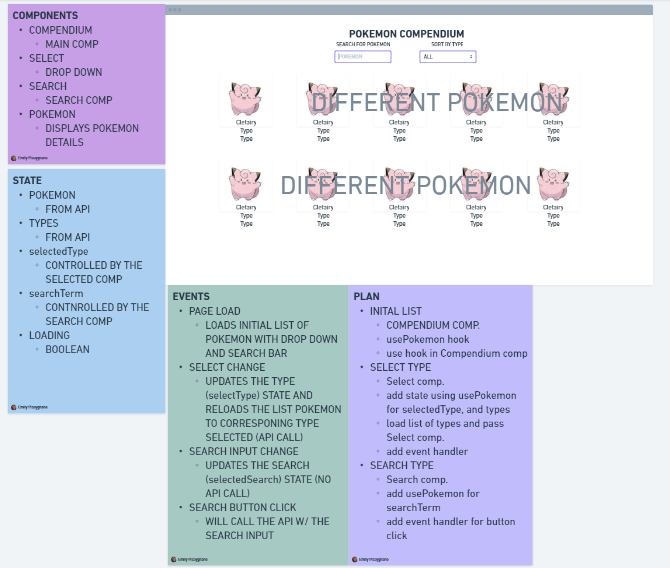 COMPONENTS
COMPENDIUM
MAIN COMP
SELECT
DROP DOWN
SEARCH
SEARCH COMP
POKEMON
DISPLAYS POKEMON
DETAILS
Emily Pisaygnane
STATE
POKEMON
FROM API
TYPES
FROM API
selectedType
CONTROLLED BY THE
SELECTED COMP
searchTerm
CONTNROLLED BY THE
SEARCH COMP
LOADING
BOOLEAN
POKEMON COMPENDIUM
SEARCH FOR POKEMON
SORT BY TYPE
POKEMON
ALL
DIFFERENT POKEMON
Clefairy Clefairy Clefairy Clefairy Clefairy
Type Type Type Type Type
Type Type Type Type Type
DIFFERENT POKEMON
Clefairy Clefairy Clefairy Clefairy Clefairy
Type Type Type Type Type
Type Type Type Type Type
EVENTS
PAGE LOAD
LOADS INITIAL LIST OF
POKEMON WITH DROP DOWN
AND SEARCH BAR
SELECT CHANGE
UPDATES THE TYPE
(selectType) STATE AND
RELOADS THE LIST POKEMON
TO CORRESPONING TYPE
SELECTED (API CALL)
SEARCH INPUT CHANGE
UPDATES THE SEARCH
(selectedSearch) STATE (NO
API CALL)
SEARCH BUTTON CLICK
WILL CALL THE API W/ THE
SEARCH INPUT
PLAN
INITAL LIST
COMPENDIUM COMP.
usePokemon hook
use hook in Compendium comp
SELECT TYPE
Select comp.
add state using usePokemon
for selectedType, and types
load list of types and pass
Select comp.
add event handler
SEARCH TYPE
Search comp.
add usePokemon for
searchTerm
add event handler for button
click